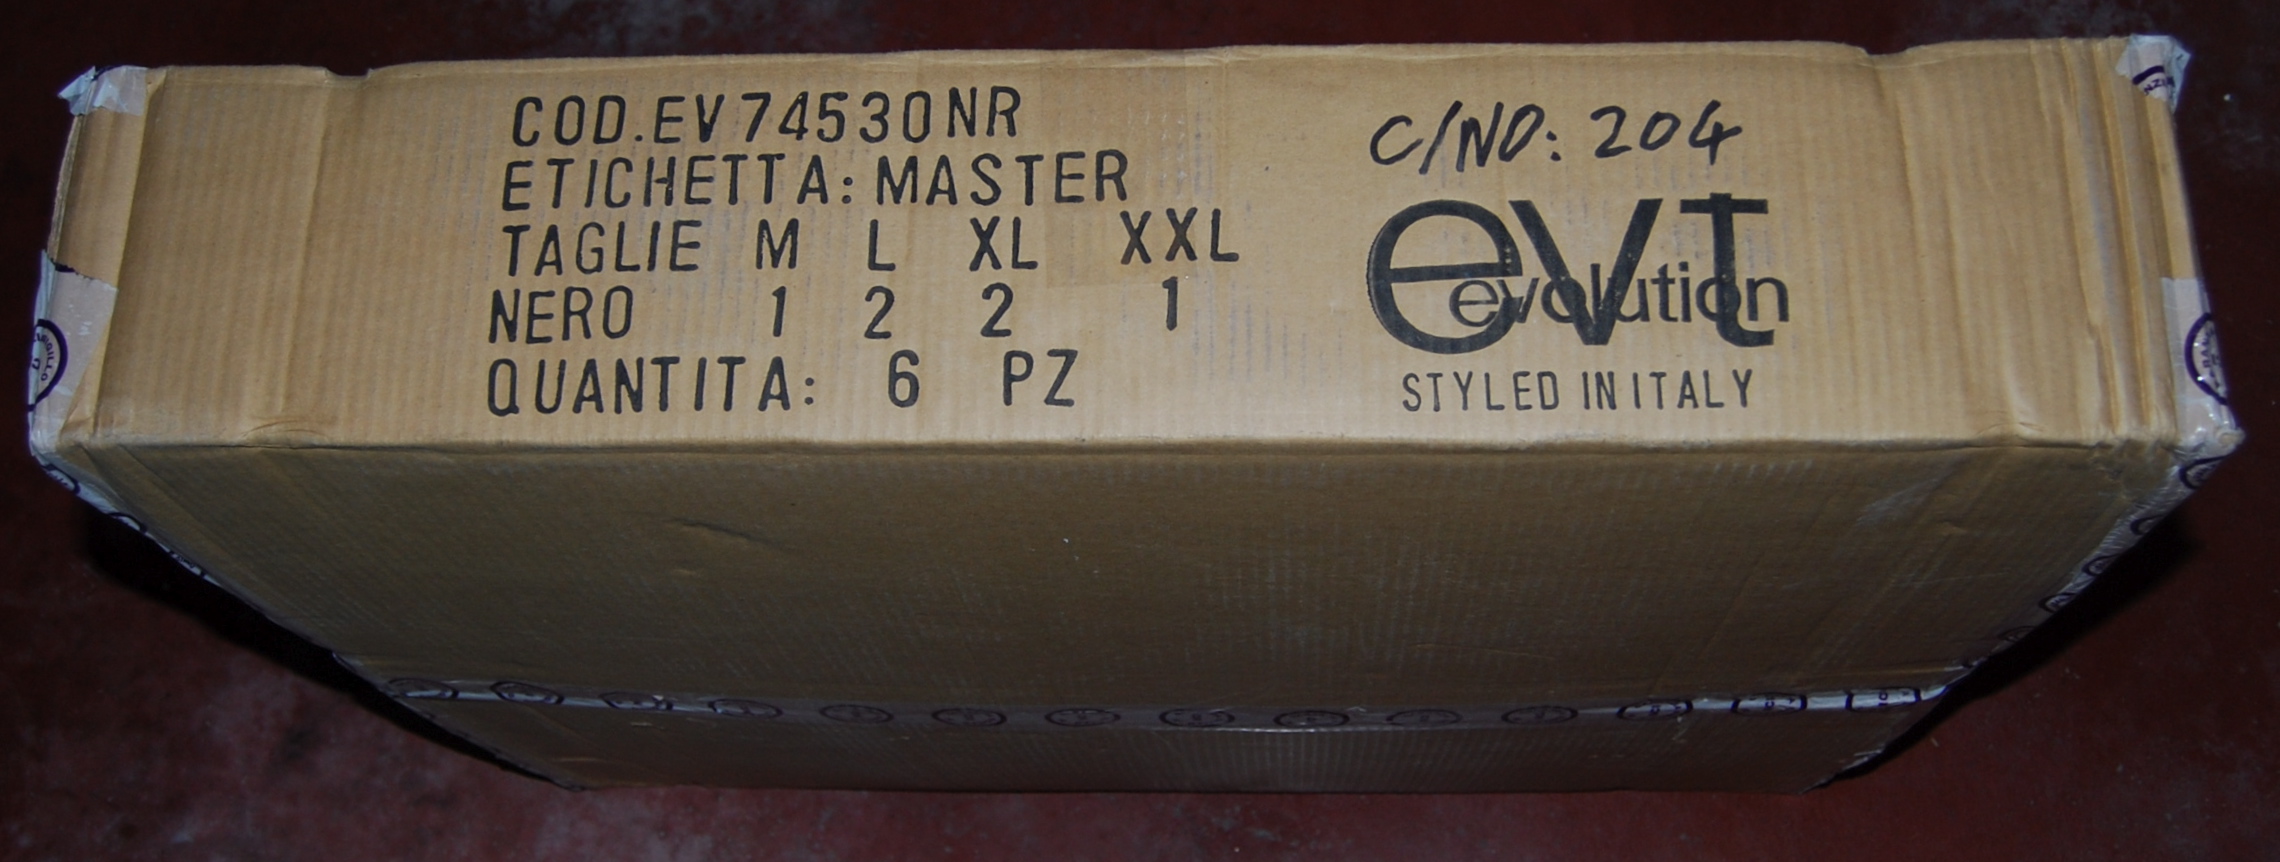 COD.EV74530NR
ETICHETTA: MASTER
TAGLIE M L XL XXL
NERO 1 2 2 1
QUANTITA: 6 PZ
C/NO: 204
evt
evolution
STYLED IN ITALY